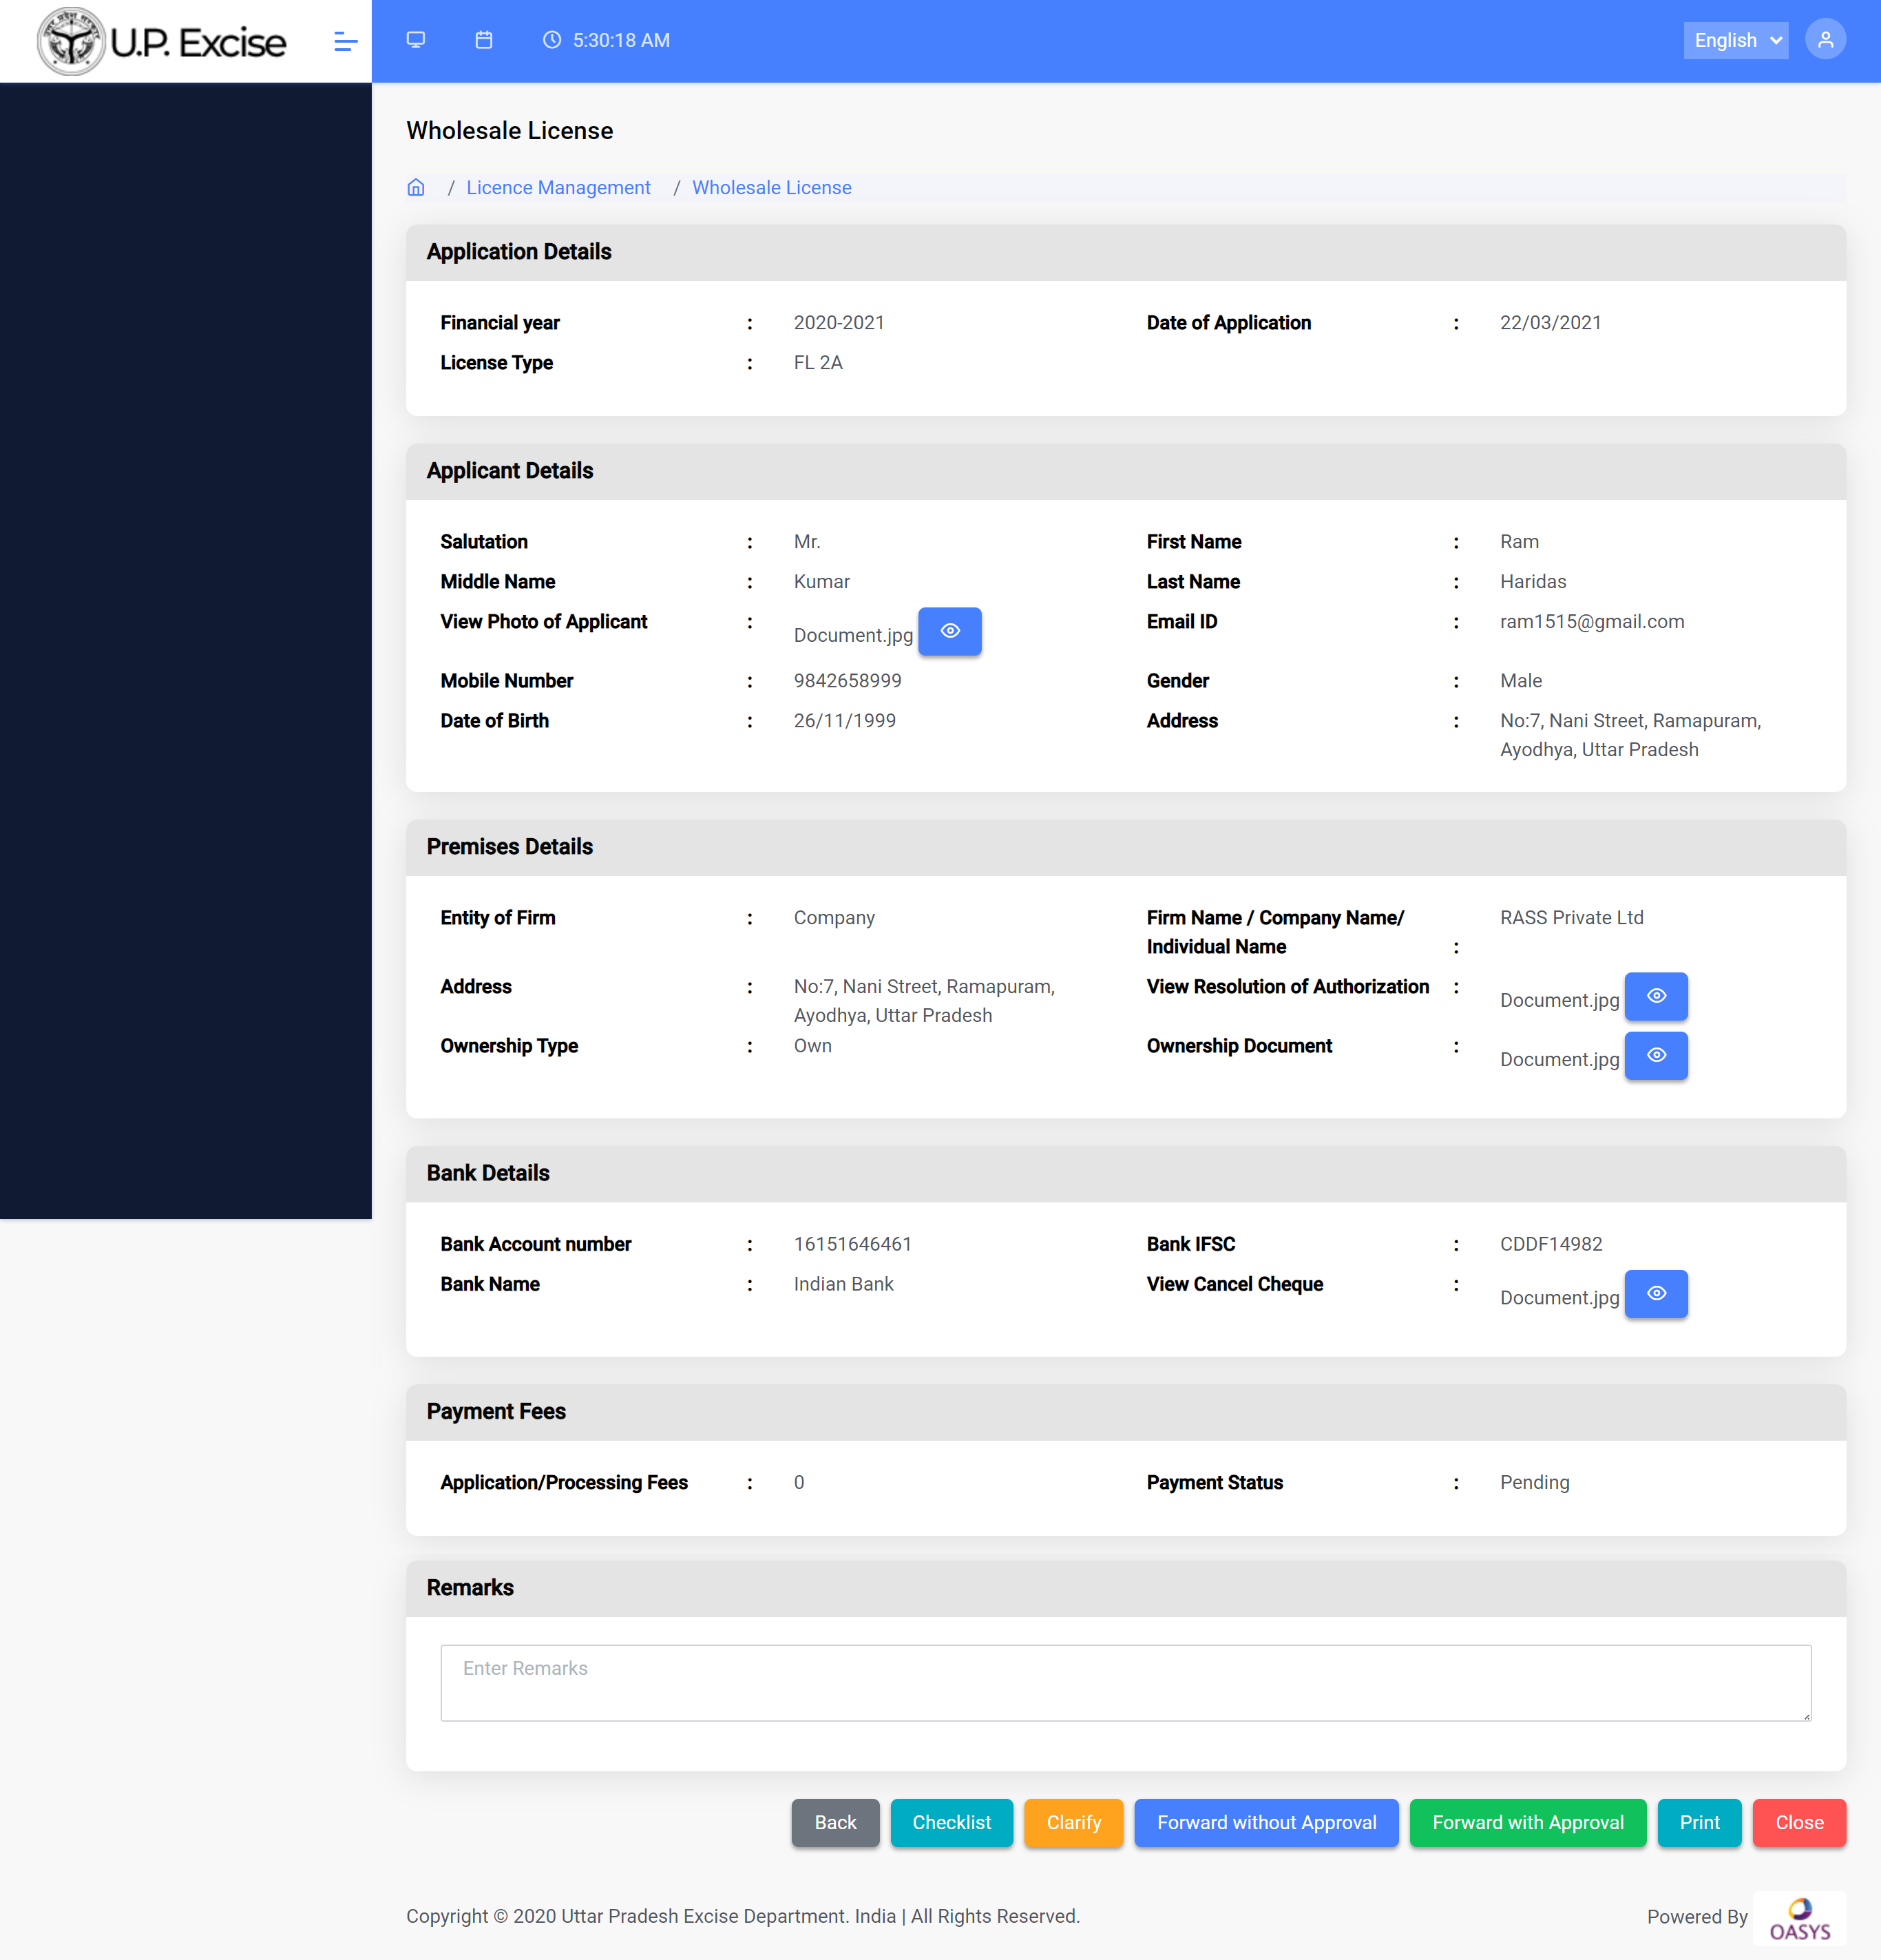 U.P. Excise
5:30:18 AM
English
Wholesale License
/ Licence Management / Wholesale License
Application Details
Financial year : 2020-2021 Date of Application : 22/03/2021
License Type : FL 2A
Applicant Details
Salutation : Mr. First Name : Ram
Middle Name : Kumar Last Name : Haridas
View Photo of Applicant : Document.jpg Email ID : ram1515@gmail.com
Mobile Number : 9842658999 Gender : Male
Date of Birth : 26/11/1999 Address : No:7, Nani Street, Ramapuram,
Ayodhya, Uttar Pradesh
Premises Details
Entity of Firm : Company Firm Name / Company Name/ RASS Private Ltd
Individual Name :
Address : No:7, Nani Street, Ramapuram, View Resolution of Authorization : Document.jpg
Ayodhya, Uttar Pradesh
Ownership Type : Own Ownership Document : Document.jpg
Bank Details
Bank Account number : 16151646461 Bank IFSC : CDDF14982
Bank Name : Indian Bank View Cancel Cheque : Document.jpg
Payment Fees
Application/Processing Fees : 0 Payment Status : Pending
Remarks
Enter Remarks
Back Checklist Clarify Forward without Approval Forward with Approval Print Close
Copyright © 2020 Uttar Pradesh Excise Department. India | All Rights Reserved. Powered By OASYS